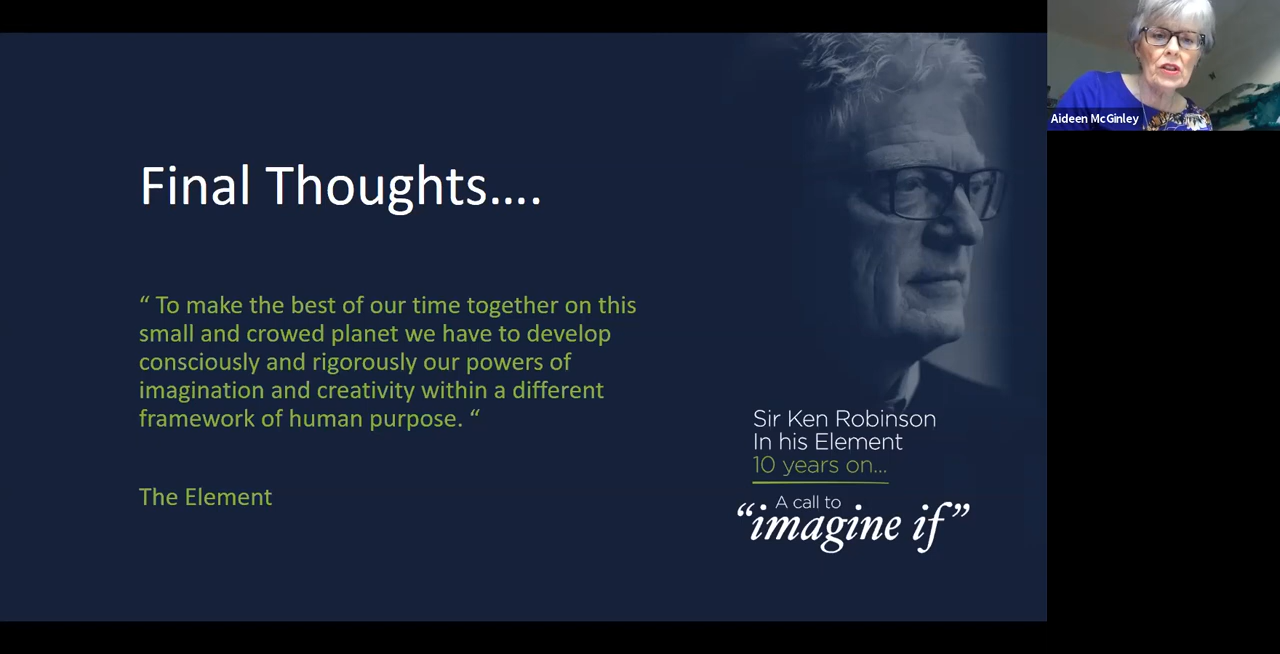 Final Thoughts....
“ To make the best of our time together on this
small and crowed planet we have to develop
consciously and rigorously our powers of
imagination and creativity within a different
framework of human purpose. “
The Element
Sir Ken Robinson
In his Element
10 years on...
A call to
“imagine if”
Aideen McGinley